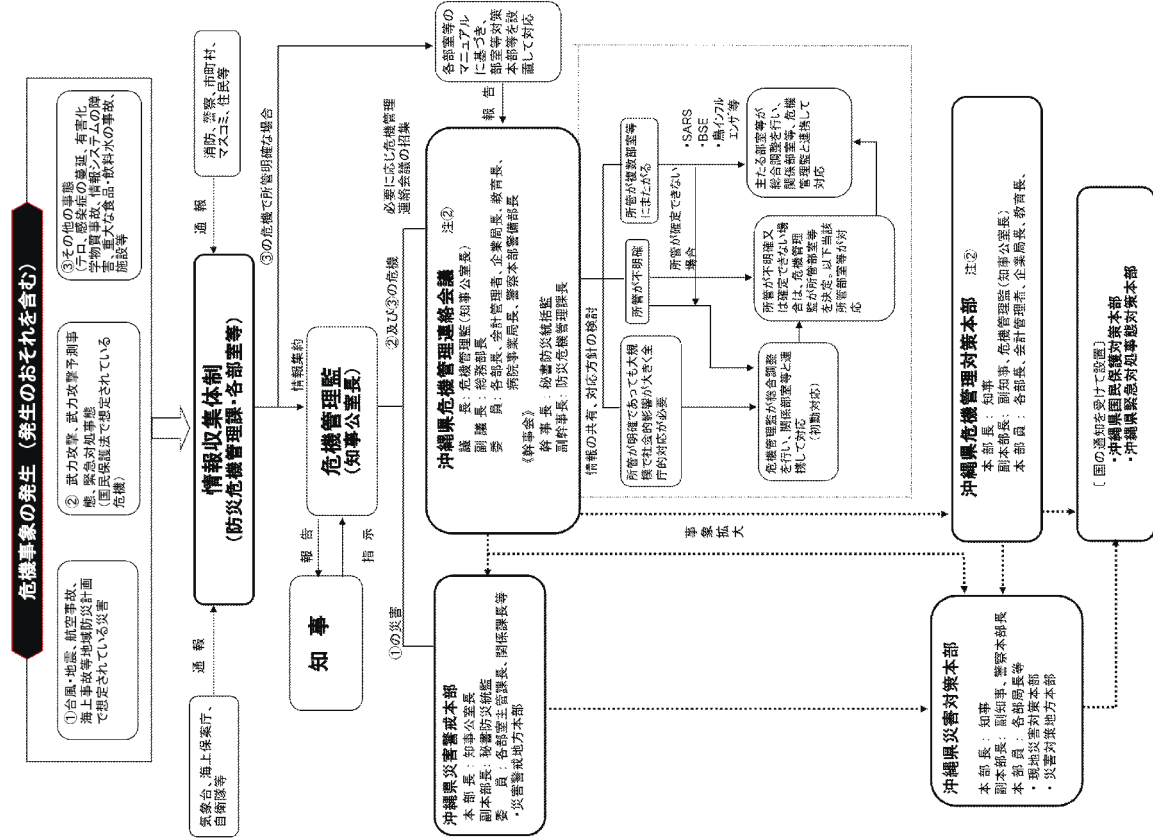 危機事象の発生（発生のおそれを含む）
①台風・地震、航空事故、
海上事故等地域防災計画
で想定されている災害
② 武力攻撃、武力攻撃予測事
態、緊急対処事態
（国民保護法で想定されている
危機）
③その他の事態
（テロ、感染症の蔓延、有害化
学物質事故、情報システムの障
害、重大な食品・飲料水の事故、
施設等
気象台、海上保安庁、
自衛隊等
通 報
情報収集体制
（防災危機管理課・各部室等）
通 報
消防、警察、市町村、
マスコミ、住民等
情報集約
③の危機で所管明確な場合
知 事
報告
指示
危機管理監
（知事公室長）
①の災害
②及び③の危機
必要に応じ危機管理
連絡会議の招集
各部室等の
マニュアル
に基づき、
部室等対策
本部等を設
置して対応
報 告
沖縄県災害警戒本部
本 部 長： 知事公室長
副本部長： 秘書防災統監
委 員： 各部室主管課長、関係課長等
・災害警戒地方本部
沖縄県危機管理連絡会議 注②）
議 長： 危機管理監（知事公室長）
副 議 長： 総務部長
委 員： 各部長、会計管理者、企業局長、教育長、
病院事業局長、警察本部警備部長
《幹事会》
幹 事 長： 秘書防災統括監
副幹事長： 防災危機管理課長
情報の共有、対応方針の検討
所管が明確であっても大規
模で社会的影響が大きく全
庁的対応が必要
所管が不明確
所管が複数部室等
にまたがる
所管が確定できない
場合
・SARS
・BSE
・鳥インフル
エンザ等
危機管理監が総合調整
を行い、関係部室等と連
携して対応
（初動対応）
所管が不明確又
は確定できない場
合は、危機管理
監が所管部室等
を決定。以下当該
所管部室等が対
応
主たる部室等が
総合調整を行い、
関係部室等、危機
管理監と連携して
対応
事象拡大
沖縄県災害対策本部
本 部 長： 知事
副本部長： 副知事、警察本部長
本 部 員： 各部局長等
・現地災害対策本部
・災害対策地方本部
沖縄県危機管理対策本部 注②）
本 部 長： 知事
副本部長： 副知事、危機管理監（知事公室長）
本 部 員： 各部長、会計管理者、企業局長、教育長、
［ 国の通知を受けて設置］
・沖縄県国民保護対策本部
・沖縄県緊急対処事態対策本部